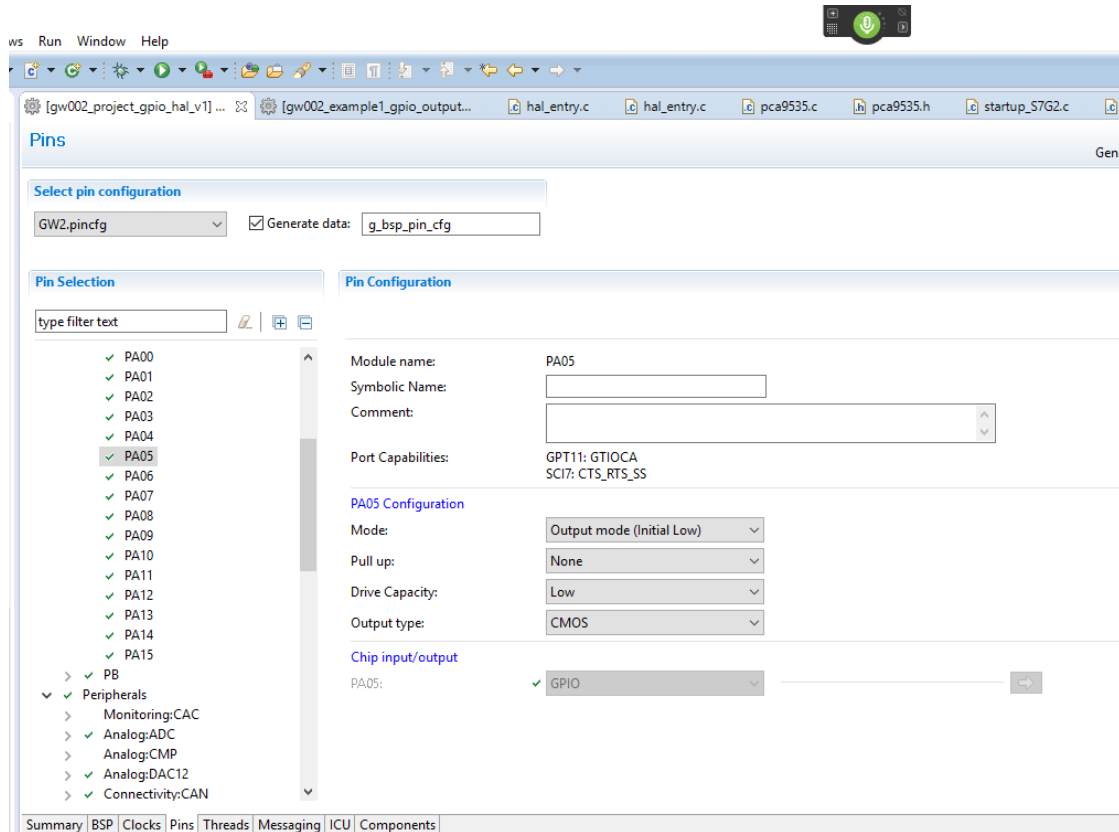 ws Run Window Help
[gw002_project_gpio_hal_v1] ... [gw002_example1_gpio_output... hal_entry.c hal_entry.c pca9535.c pca9535.h startup_S7G2.c
Pins
Gen
Select pin configuration
GW2.pincfg Generate data: g_bsp_pin_cfg
Pin Selection Pin Configuration
type filter text
PA00
Module name: PA05
PA01
Symbolic Name:
PA02
Comment:
PA03
PA04
PA05
Port Capabilities: GPT11: GTIOCA
SCI7: CTS_RTS_SS
PA06
PA07
PA05 Configuration
PA08
Mode: Output mode (Initial Low)
PA09
PA10
Pull up: None
PA11
PA12
Drive Capacity: Low
PA13
Output type: CMOS
PA14
PA15
Chip input/output
PB
PA05: GPIO
Peripherals
Monitoring:CAC
Analog:ADC
Analog:CMP
Analog:DAC12
Connectivity:CAN
Summary BSP Clocks Pins Threads Messaging ICU Components